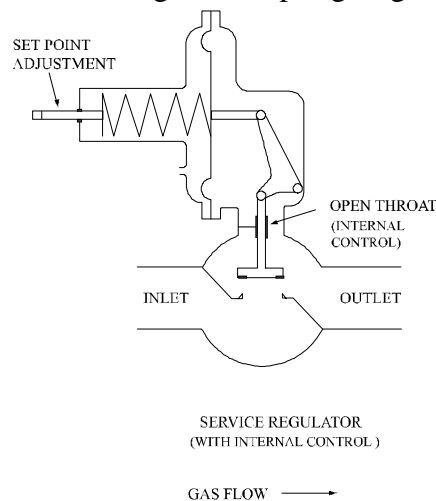 SET POINT
ADJUSTMENT
OPEN THROAT
(INTERNAL
CONTROL)
INLET
OUTLET
SERVICE REGULATOR
(WITH INTERNAL CONTROL )
GAS FLOW